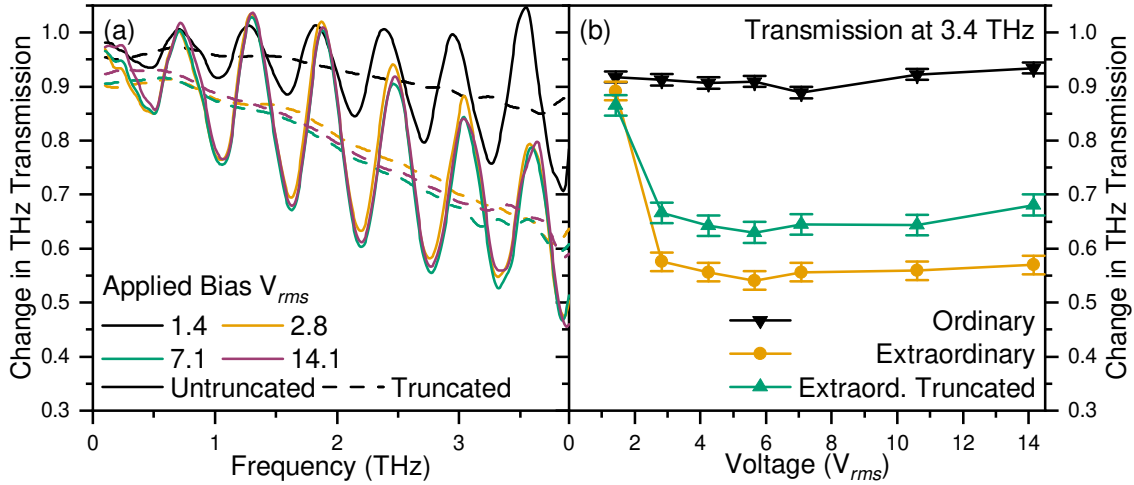 (a)
1.0
0.9
0.8
0.7
0.6
0.5
0.4
0.3
Change in THz Transmission
Applied Bias V_rms
1.4 2.8
7.1 14.1
Untruncated Truncated
0 1 2 3
Frequency (THz)
(b) Transmission at 3.4 THz
Ordinary
Extraordinary
Extraord. Truncated
0 2 4 6 8 10 12 14
Voltage (V_rms)
1.0
0.9
0.8
0.7
0.6
0.5
0.4
0.3
Change in THz Transmission